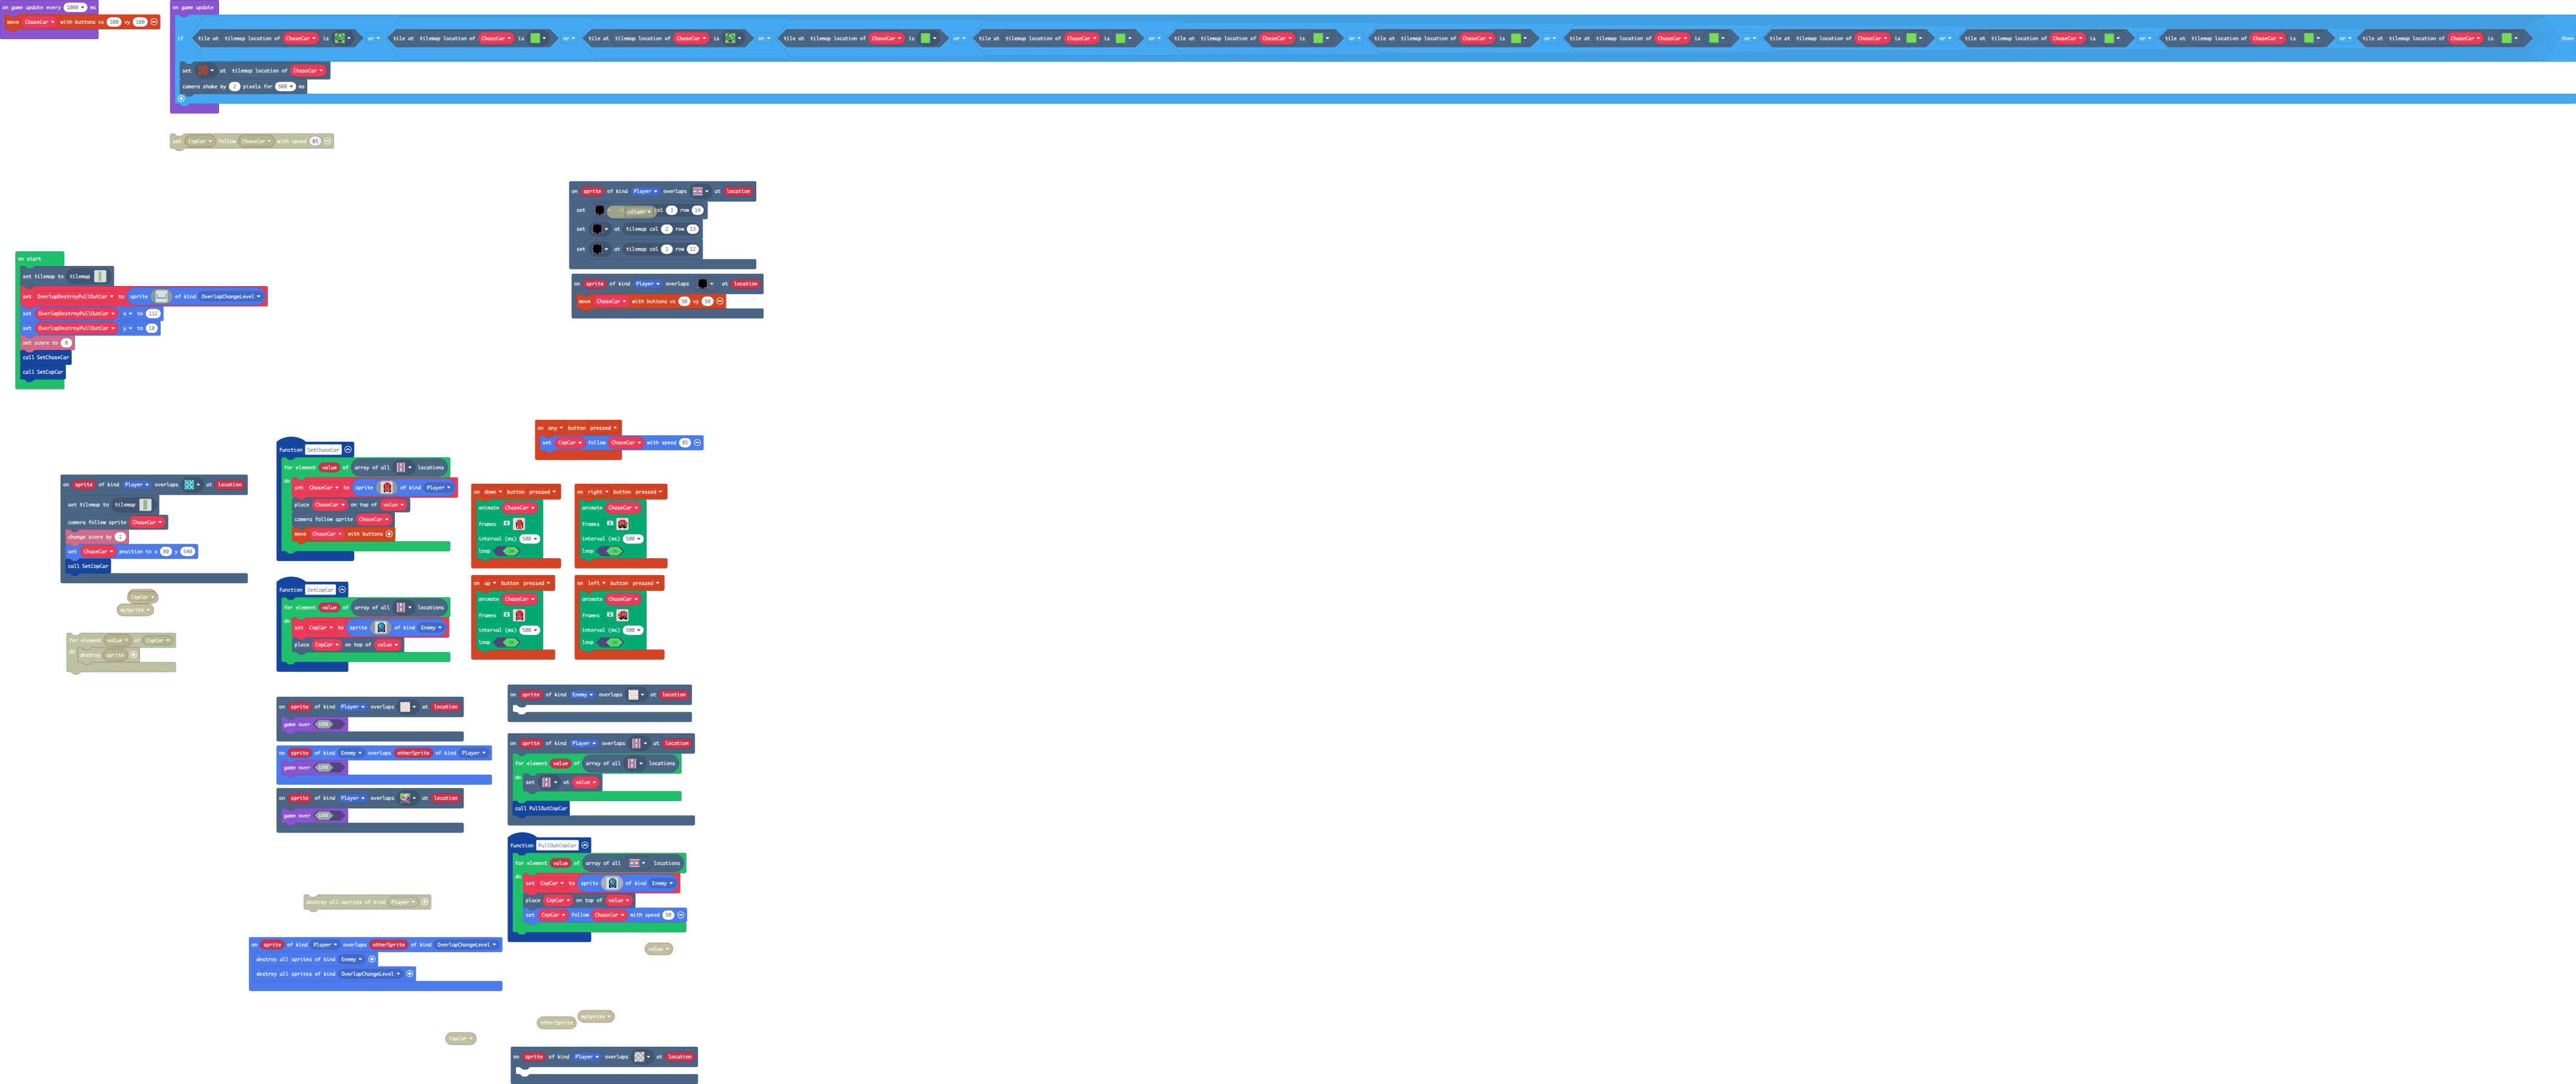 on game update every 1000 ms
move ChaseCar with buttons vx 100 vy 100
on game update
if tile at tilemap location of ChaseCar is or tile at tilemap location of ChaseCar is or tile at tilemap location of ChaseCar is or tile at tilemap location of ChaseCar is or tile at tilemap location of ChaseCar is or tile at tilemap location of ChaseCar is or tile at tilemap location of ChaseCar is or tile at tilemap location of ChaseCar is or tile at tilemap location of ChaseCar is or tile at tilemap location of ChaseCar is or tile at tilemap location of ChaseCar is or tile at tilemap location of ChaseCar is then
set at tilemap location of ChaseCar
camera shake by 2 pixels for 500 ms
set CopCar follow ChaseCar with speed
on sprite of kind Player overlaps at location
set column col row 14
set at tilemap col 2 row 13
set at tilemap col 1 row 12
on sprite of kind Player overlaps at location
move ChaseCar with buttons vx 50 vy 50
on start
set tilemap to tilemap
set OverlapDestroyPullOutCar to sprite of kind OverlapChangeLevel
set OverlapDestroyPullOutCar x to 112
set OverlapDestroyPullOutCar y to 10
set score to 0
call SetChaseCar
call SetCopCar
on any button pressed
set CopCar follow ChaseCar with speed
function SetChaseCar
for element value of array of all locations
do
set ChaseCar to sprite of kind Player
place ChaseCar on top of value
camera follow sprite ChaseCar
move ChaseCar with buttons
on sprite of kind Player overlaps at location
set tilemap to tilemap
camera follow sprite ChaseCar
change score by 1
set ChaseCar position to x y 540
call SetCopCar
CopCar
mySprite
for element value of CopCar
do destroy sprite
function SetCopCar
for element value of array of all locations
do
set CopCar to sprite of kind Enemy
place CopCar on top of value
on down button pressed
animate ChaseCar
frames
interval (ms) 500
loop
on right button pressed
animate ChaseCar
frames
interval (ms) 500
loop
on up button pressed
animate ChaseCar
frames
interval (ms) 500
loop
on left button pressed
animate ChaseCar
frames
interval (ms) 500
loop
on sprite of kind Player overlaps at location
game over
on sprite of kind Enemy overlaps otherSprite of kind Player
game over
on sprite of kind Player overlaps at location
game over
on sprite of kind Enemy overlaps at location
on sprite of kind Player overlaps at location
for element value of array of all locations
do
set at value
call PullOutCopCar
function PullOutCopCar
for element value of array of all locations
do
set CopCar to sprite of kind Enemy
place CopCar on top of value
set CopCar follow ChaseCar with speed 50
value
destroy all sprites of kind Player
on sprite of kind Player overlaps otherSprite of kind OverlapChangeLevel
destroy all sprites of kind Enemy
destroy all sprites of kind OverlapChangeLevel
otherSprite
mySprite
CopCar
on sprite of kind Player overlaps at location